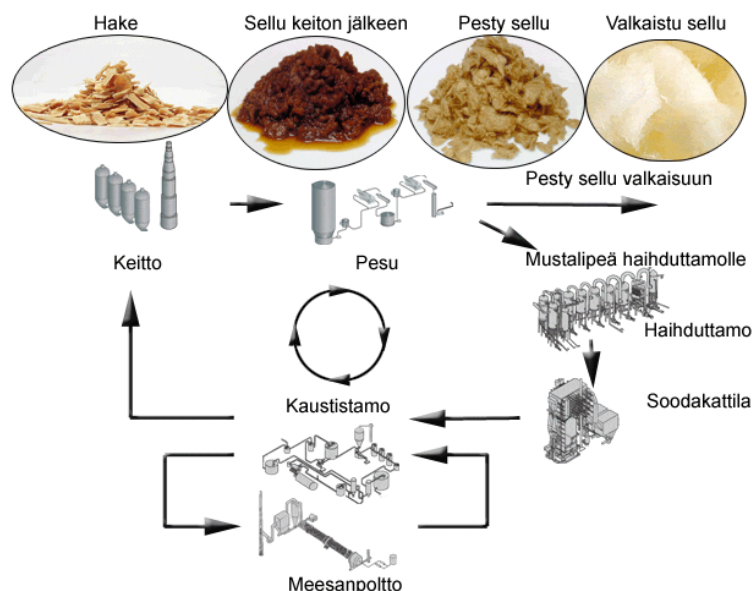 Hake
Sellu keiton jälkeen
Pesty sellu
Valkaistu sellu
Pesty sellu valkaisuun
Keitto
Pesu
Mustalipeä haihduttamolle
Haihduttamo
Kaustistamo
Soodakattila
Meesanpoltto